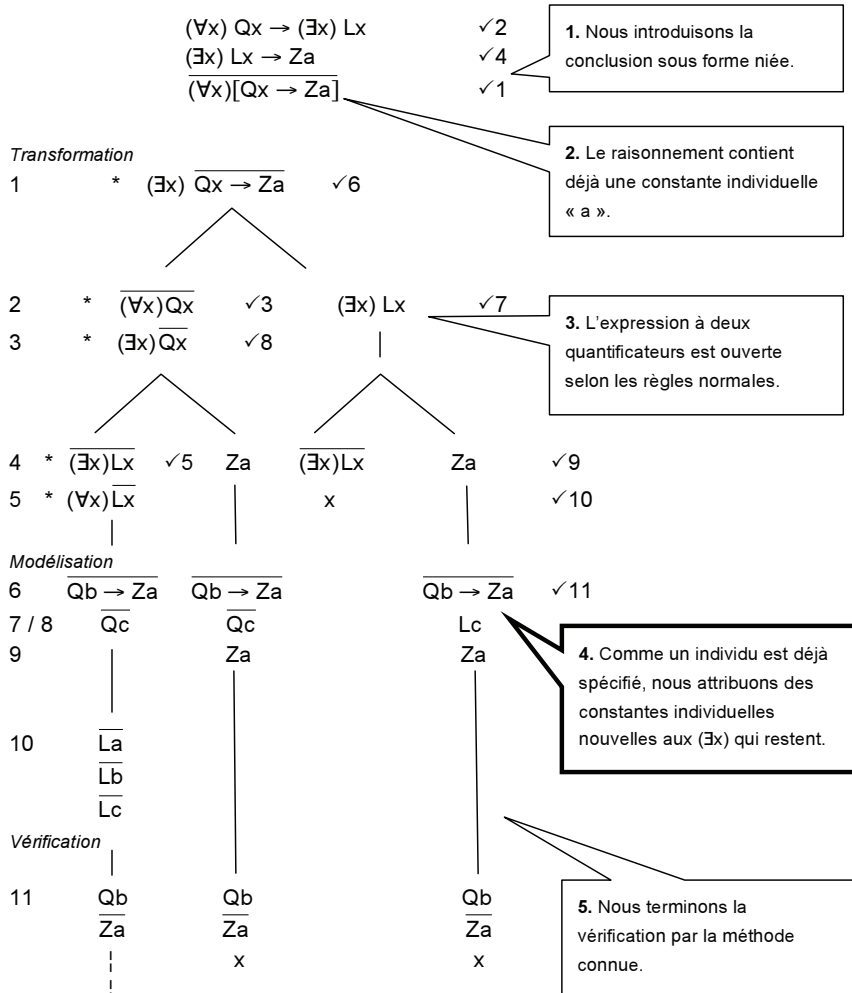 (∀x) Qx → (∃x) Lx ✓2
(∃x) Lx → Za ✓4
(∀x)[Qx → Za] ✓1
1. Nous introduisons la
conclusion sous forme niée.
2. Le raisonnement contient
déjà une constante individuelle
« a ».
Transformation
1 * (∃x) Qx → Za ✓6
2 * (∀x)Qx ✓3 (∃x) Lx ✓7
3 * (∃x)Qx ✓8
3. L'expression à deux
quantificateurs est ouverte
selon les règles normales.
4 * (∃x)Lx ✓5 Za (∃x)Lx Za ✓9
5 * (∀x)Lx x ✓10
Modélisation
6 Qb → Za Qb → Za Qb → Za ✓11
7 / 8 Qc Qc Lc
9 Za Za
4. Comme un individu est déjà
spécifié, nous attribuons des
constantes individuelles
nouvelles aux (∃x) qui restent.
10 La
Lb
Lc
Vérification
11 Qb Qb Qb
Za Za Za
x x
5. Nous terminons la
vérification par la méthode
connue.